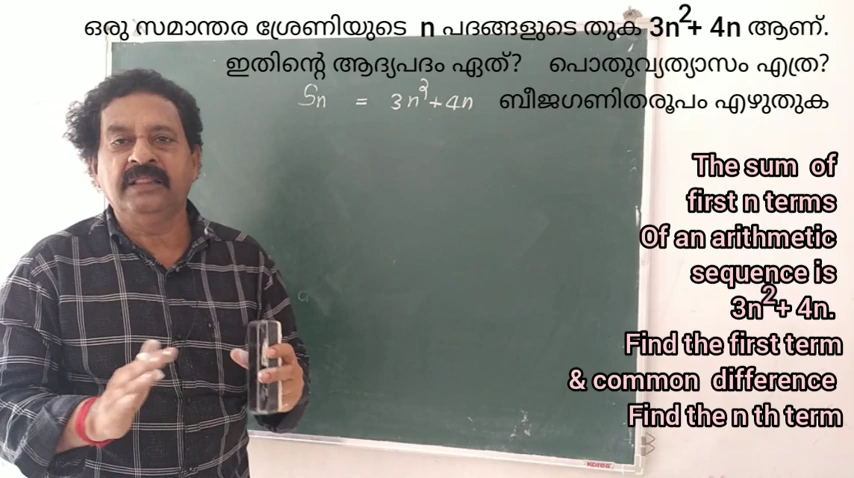 ഒരു സമാന്തര ശ്രേണിയുടെ n പദങ്ങളുടെ തുക 3n²+ 4n ആണ്.
ഇതിന്റെ ആദ്യപദം ഏത്? പൊതുവ്യത്യാസം എത്ര?
Sn = 3n²+4n ബീജഗണിതരൂപം എഴുതുക
The sum of
first n terms
Of an arithmetic
sequence is
3n²+ 4n.
Find the first term
& common difference
Find the n th term
KORES